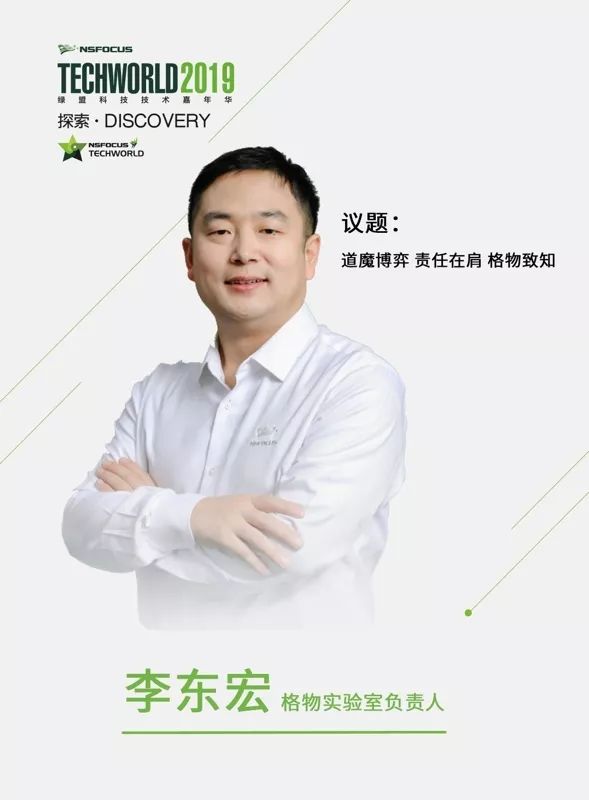 NSFOCUS
TECHWORLD2019
绿盟科技技术嘉年华
探索·DISCOVERY
NSFOCUS
TECHWORLD
议题：
道魔博弈 责任在肩 格物致知
李东宏 格物实验室负责人